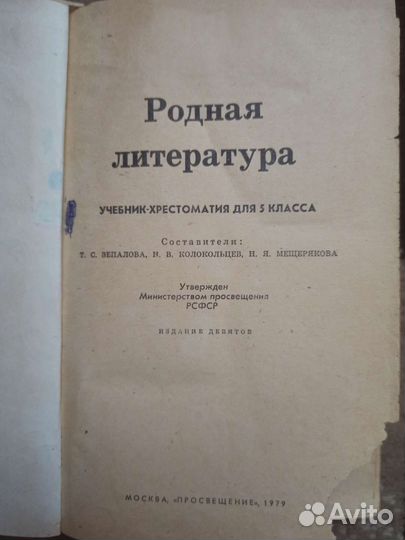 Родная
литература
УЧЕБНИК-ХРЕСТОМАТИЯ ДЛЯ 5 КЛАССА
Составители:
Т. С. ЗЕПАЛОВА, Н. В. КОЛОКОЛЬЦЕВ, Н. Я. МЕЩЕРЯКОВА
Утвержден
Министерством просвещения
РСФСР
ИЗДАНИЕ ДЕВЯТОЕ
МОСКВА, «ПРОСВЕЩЕНИЕ», 1979
Avito